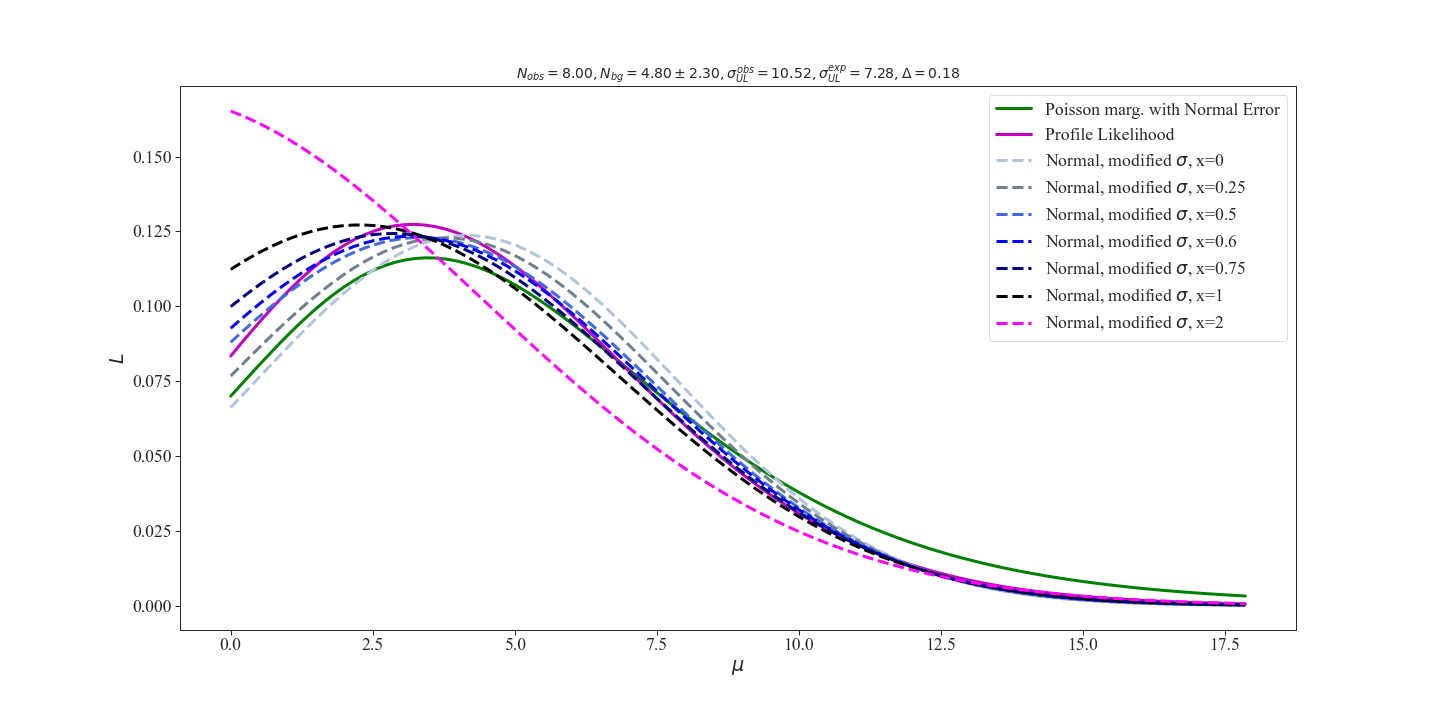 N_obs = 8.00, N_bg = 4.80 ± 2.30, σ_UL^obs = 10.52, σ_UL^exp = 7.28, Δ = 0.18
Poisson marg. with Normal Error
Profile Likelihood
Normal, modified σ, x=0
Normal, modified σ, x=0.25
Normal, modified σ, x=0.5
Normal, modified σ, x=0.6
Normal, modified σ, x=0.75
Normal, modified σ, x=1
Normal, modified σ, x=2
0.150
0.125
0.100
0.075
0.050
0.025
0.000
L
0.0 2.5 5.0 7.5 10.0 12.5 15.0 17.5
μ